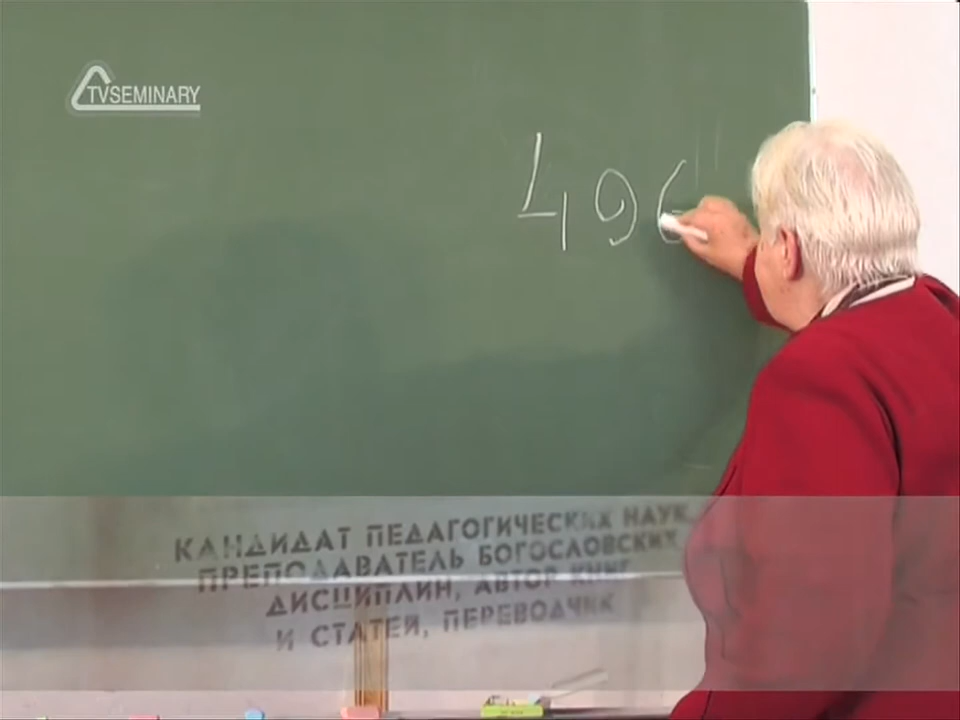 TVSEMINARY
496
КАНДИДАТ ПЕДАГОГИЧЕСКИХ НАУК,
ПРЕПОДАВАТЕЛЬ БОГОСЛОВСКИХ
ДИСЦИПЛИН, АВТОР КНИГ
И СТАТЕЙ, ПЕРЕВОДЧИК